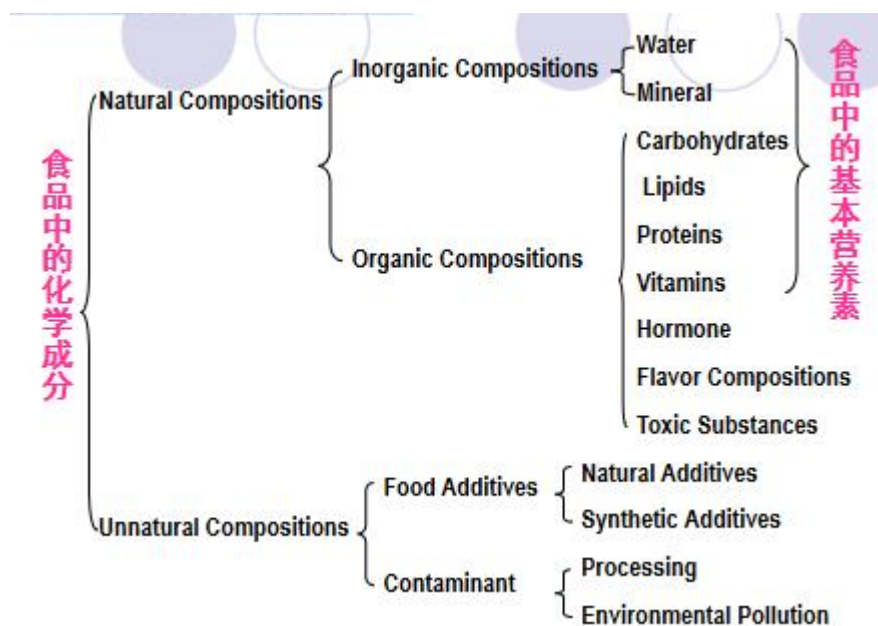 食品中的化学成分
Natural Compositions
Inorganic Compositions
Water
Mineral
Organic Compositions
Carbohydrates
Lipids
Proteins
Vitamins
Hormone
Flavor Compositions
Toxic Substances
食品中的基本营养素
Unnatural Compositions
Food Additives
Natural Additives
Synthetic Additives
Contaminant
Processing
Environmental Pollution